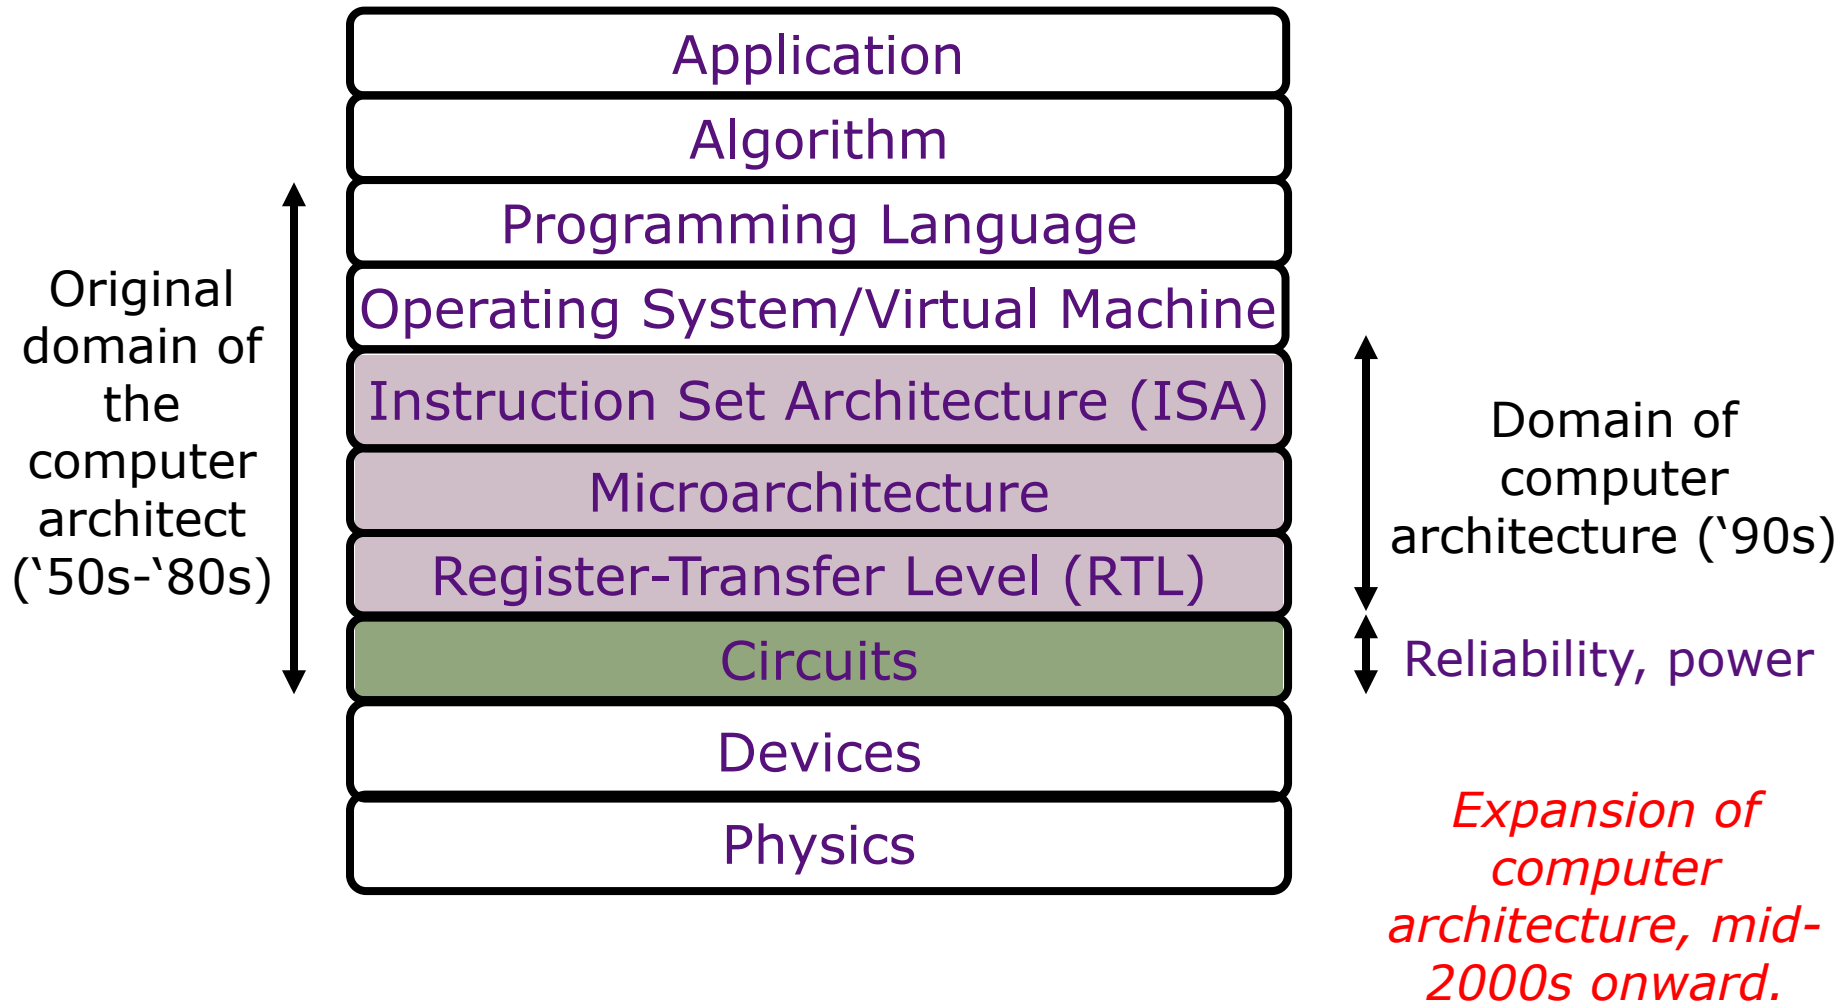 Application
Algorithm
Programming Language
Operating System/Virtual Machine
Instruction Set Architecture (ISA)
Microarchitecture
Register-Transfer Level (RTL)
Circuits
Devices
Physics
Original
domain of
the
computer
architect
(‘50s-‘80s)
Domain of
computer
architecture (‘90s)
Reliability, power
Expansion of
computer
architecture, mid-
2000s onward.